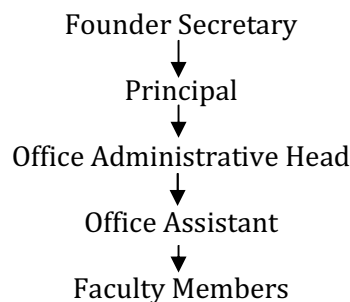 Founder Secretary
Principal
Office Administrative Head
Office Assistant
Faculty Members